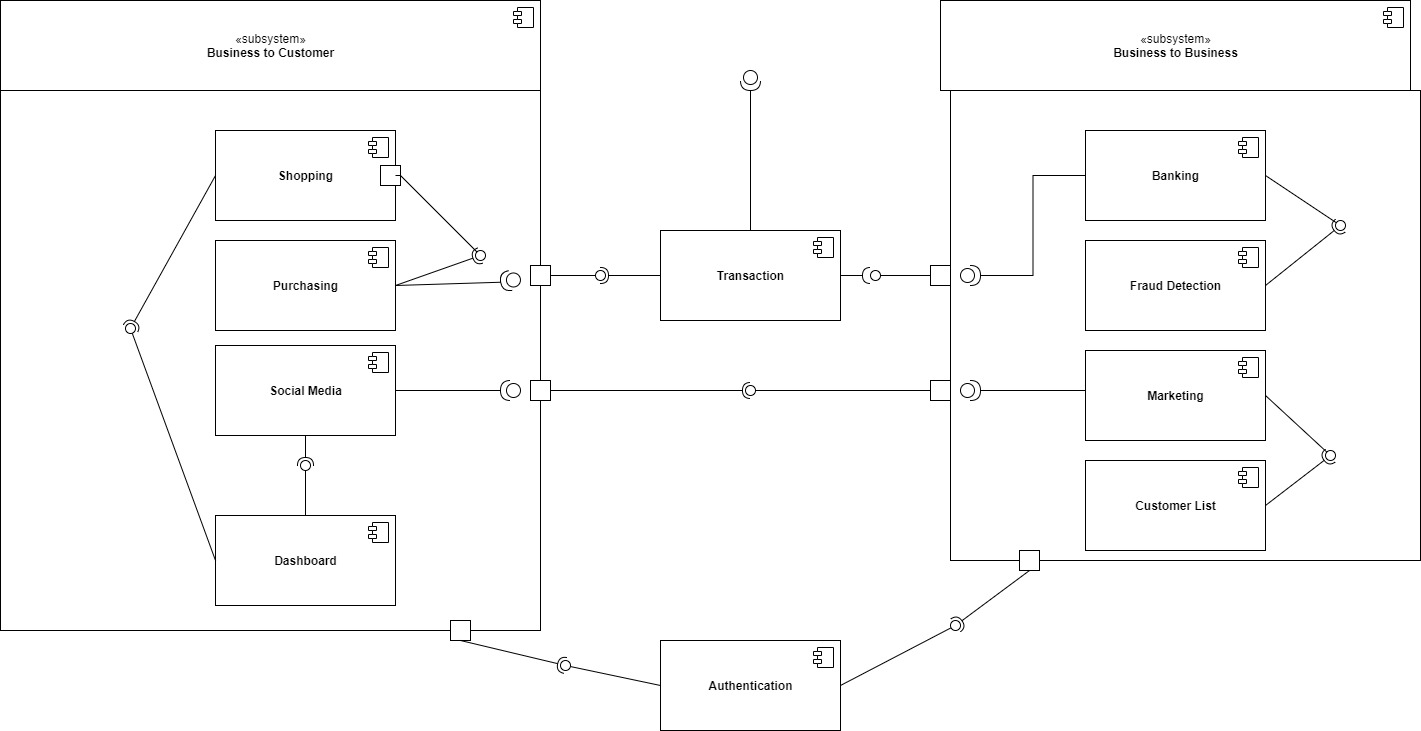 «subsystem»
Business to Customer
«subsystem»
Business to Business
Shopping
Banking
Purchasing
Transaction
Fraud Detection
Social Media
Marketing
Customer List
Dashboard
Authentication